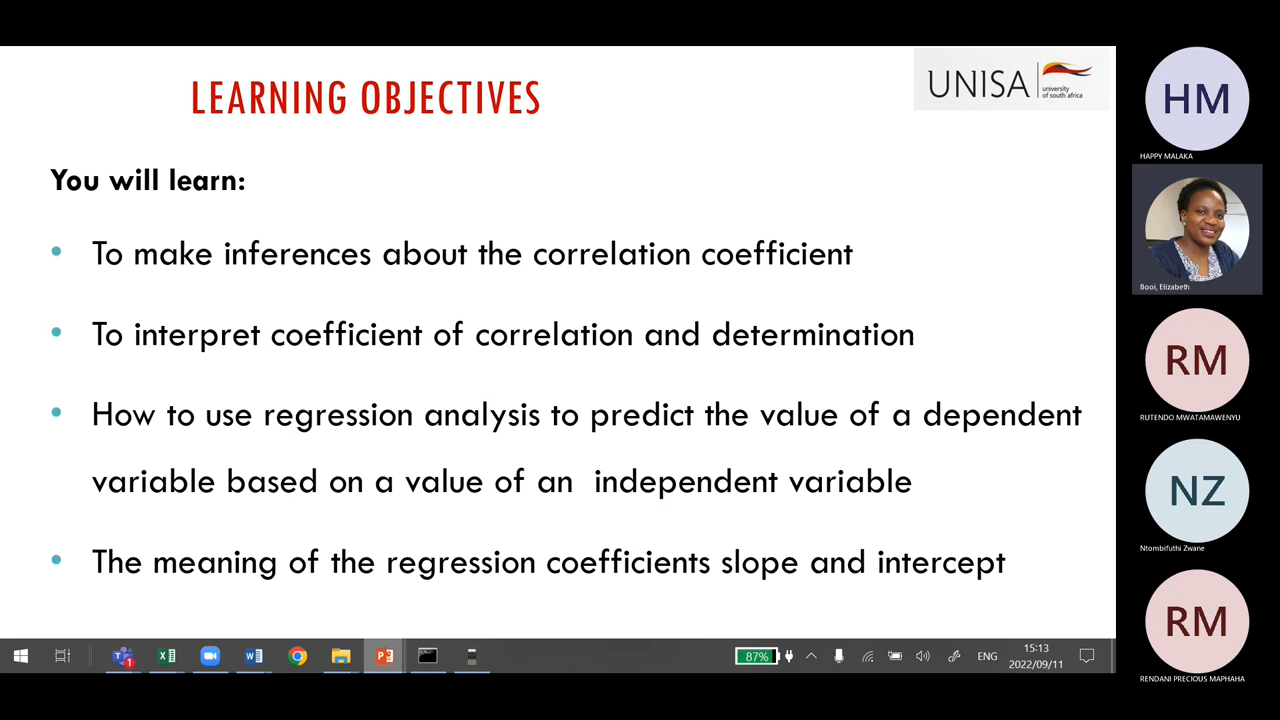 LEARNING OBJECTIVES
UNISA
university
of south africa
You will learn:
• To make inferences about the correlation coefficient
• To interpret coefficient of correlation and determination
• How to use regression analysis to predict the value of a dependent
variable based on a value of an independent variable
• The meaning of the regression coefficients slope and intercept
HM
HAPPY MALAKA
Booi, Elizabeth
RM
RUTENDO MWATAMAWENYU
NZ
Ntombifuthi Zwane
RM
RENDANI PRECIOUS MAPHAHA
1
87%
ENG
15:13
2022/09/11